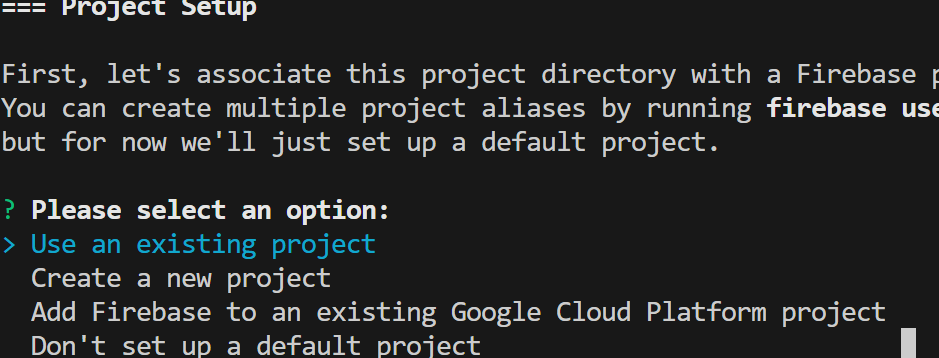 === Project Setup
First, let's associate this project directory with a Firebase
You can create multiple project aliases by running firebase use
but for now we'll just set up a default project.
? Please select an option:
> Use an existing project
Create a new project
Add Firebase to an existing Google Cloud Platform project
Don't set up a default project